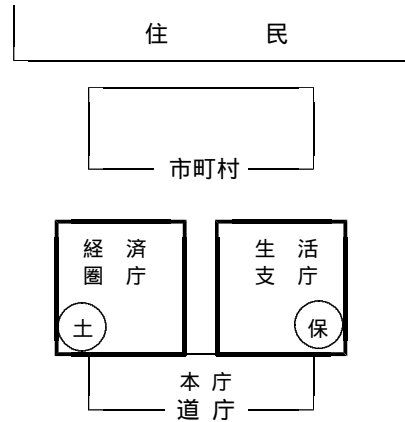 住 民
市町村
経 済
圏 庁
生 活
支 庁
土
保
本 庁
道 庁